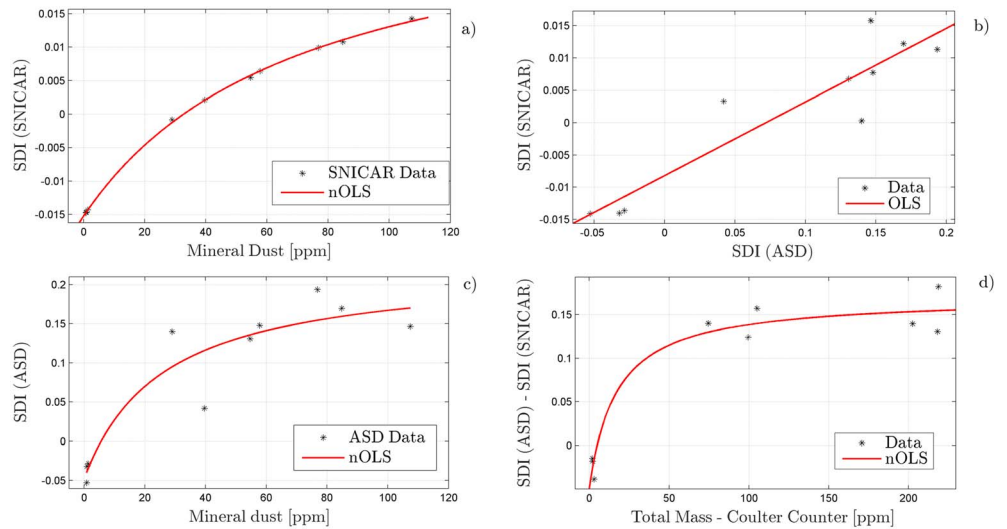 a)
SDI (SNICAR)
0.015
0.01
0.005
0
-0.005
-0.01
-0.015
SNICAR Data
nOLS
0 20 40 60 80 100 120
Mineral Dust [ppm]
b)
SDI (SNICAR)
0.015
0.01
0.005
0
-0.005
-0.01
-0.015
Data
OLS
-0.05 0 0.05 0.1 0.15 0.2
SDI (ASD)
c)
SDI (ASD)
0.2
0.15
0.1
0.05
0
-0.05
ASD Data
nOLS
0 20 40 60 80 100 120
Mineral dust [ppm]
d)
SDI (ASD) - SDI (SNICAR)
0.15
0.1
0.05
0
-0.05
Data
nOLS
0 50 100 150 200
Total Mass - Coulter Counter [ppm]